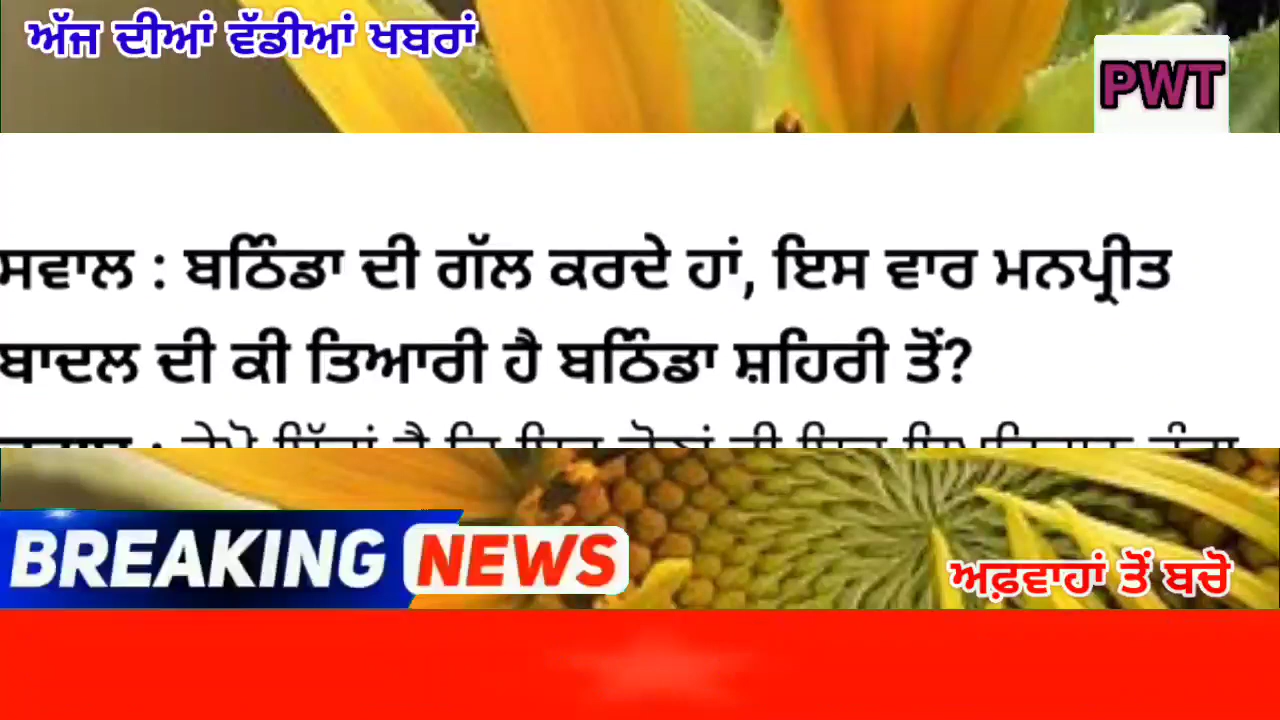 ਅੱਜ ਦੀਆਂ ਵੱਡੀਆਂ ਖਬਰਾਂ
PWT
ਸਵਾਲ : ਬਠਿੰਡਾ ਦੀ ਗੱਲ ਕਰਦੇ ਹਾਂ, ਇਸ ਵਾਰ ਮਨਪ੍ਰੀਤ
ਬਾਦਲ ਦੀ ਕੀ ਤਿਆਰੀ ਹੈ ਬਠਿੰਡਾ ਸ਼ਹਿਰੀ ਤੋਂ?
BREAKING NEWS
ਅਫ਼ਵਾਹਾਂ ਤੋਂ ਬਚੋ